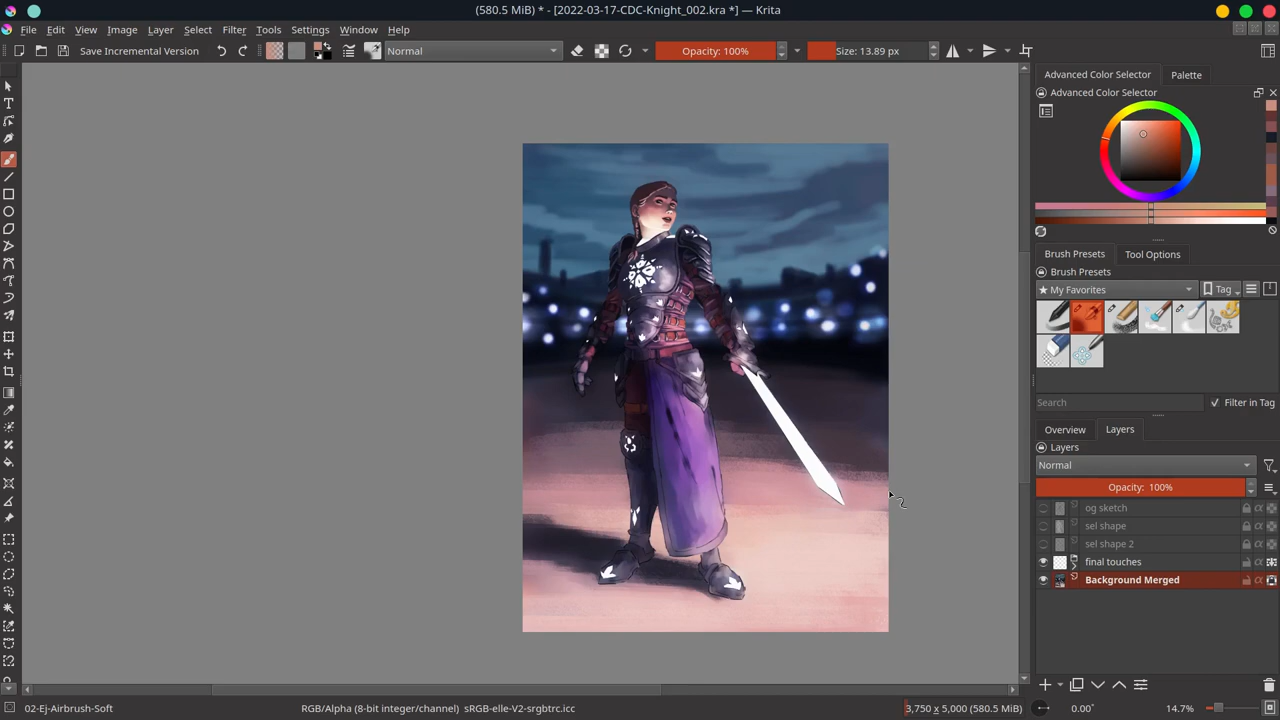 (580.5 MiB) * - [2022-03-17-CDC-Knight_002.kra *] — Krita
File Edit View Image Layer Select Filter Tools Settings Window Help
Save Incremental Version Normal Opacity: 100% Size: 13.89 px
Advanced Color Selector Palette
Advanced Color Selector
Brush Presets Tool Options
Brush Presets
★ My Favorites Tag
Search Filter in Tag
Overview Layers
Layers
Normal
Opacity: 100%
og sketch
sel shape
sel shape 2
final touches
Background Merged
02-Ej-Airbrush-Soft RGB/Alpha (8-bit integer/channel) sRGB-elle-V2-srgbtrc.icc 3,750 x 5,000 (580.5 MiB) 0.00° 14.7%